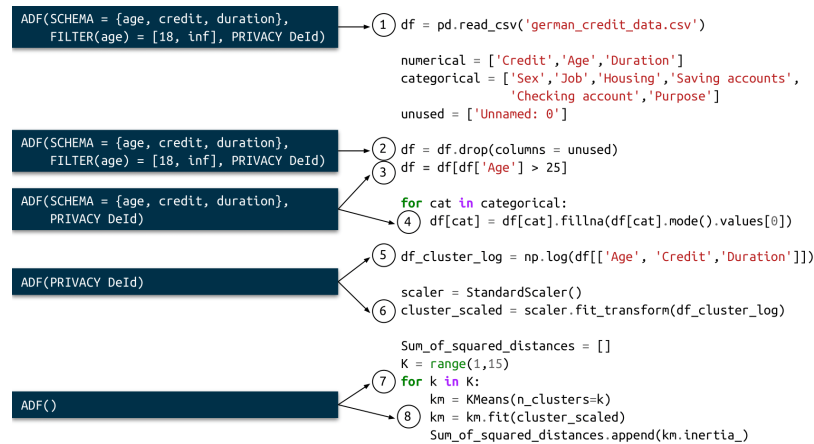 ADF(SCHEMA = {age, credit, duration},
FILTER(age) = [18, inf], PRIVACY DeId)
1 df = pd.read_csv('german_credit_data.csv')
numerical = ['Credit','Age','Duration']
categorical = ['Sex','Job','Housing','Saving accounts',
'Checking account','Purpose']
unused = ['Unnamed: 0']
ADF(SCHEMA = {age, credit, duration},
FILTER(age) = [18, inf], PRIVACY DeId)
2 df = df.drop(columns = unused)
3 df = df[df['Age'] > 25]
ADF(SCHEMA = {age, credit, duration},
PRIVACY DeId)
for cat in categorical:
4 df[cat] = df[cat].fillna(df[cat].mode().values[0])
5 df_cluster_log = np.log(df[['Age', 'Credit','Duration']])
ADF(PRIVACY DeId)
scaler = StandardScaler()
6 cluster_scaled = scaler.fit_transform(df_cluster_log)
Sum_of_squared_distances = []
K = range(1,15)
7 for k in K:
km = KMeans(n_clusters=k)
ADF()
8 km = km.fit(cluster_scaled)
Sum_of_squared_distances.append(km.inertia_)